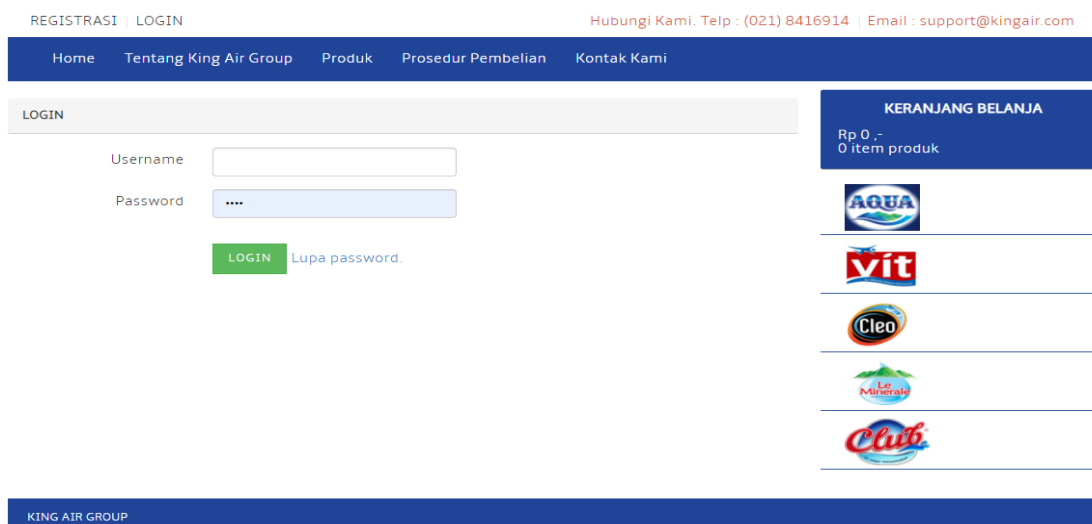 REGISTRASI | LOGIN
Hubungi Kami. Telp : (021) 8416914 | Email : support@kingair.com
Home Tentang King Air Group Produk Prosedur Pembelian Kontak Kami
LOGIN
Username
Password ••••
LOGIN Lupa password.
KERANJANG BELANJA
Rp 0 ,-
0 item produk
AQUA
vit
Cleo
Le
Minerale
Club
KING AIR GROUP